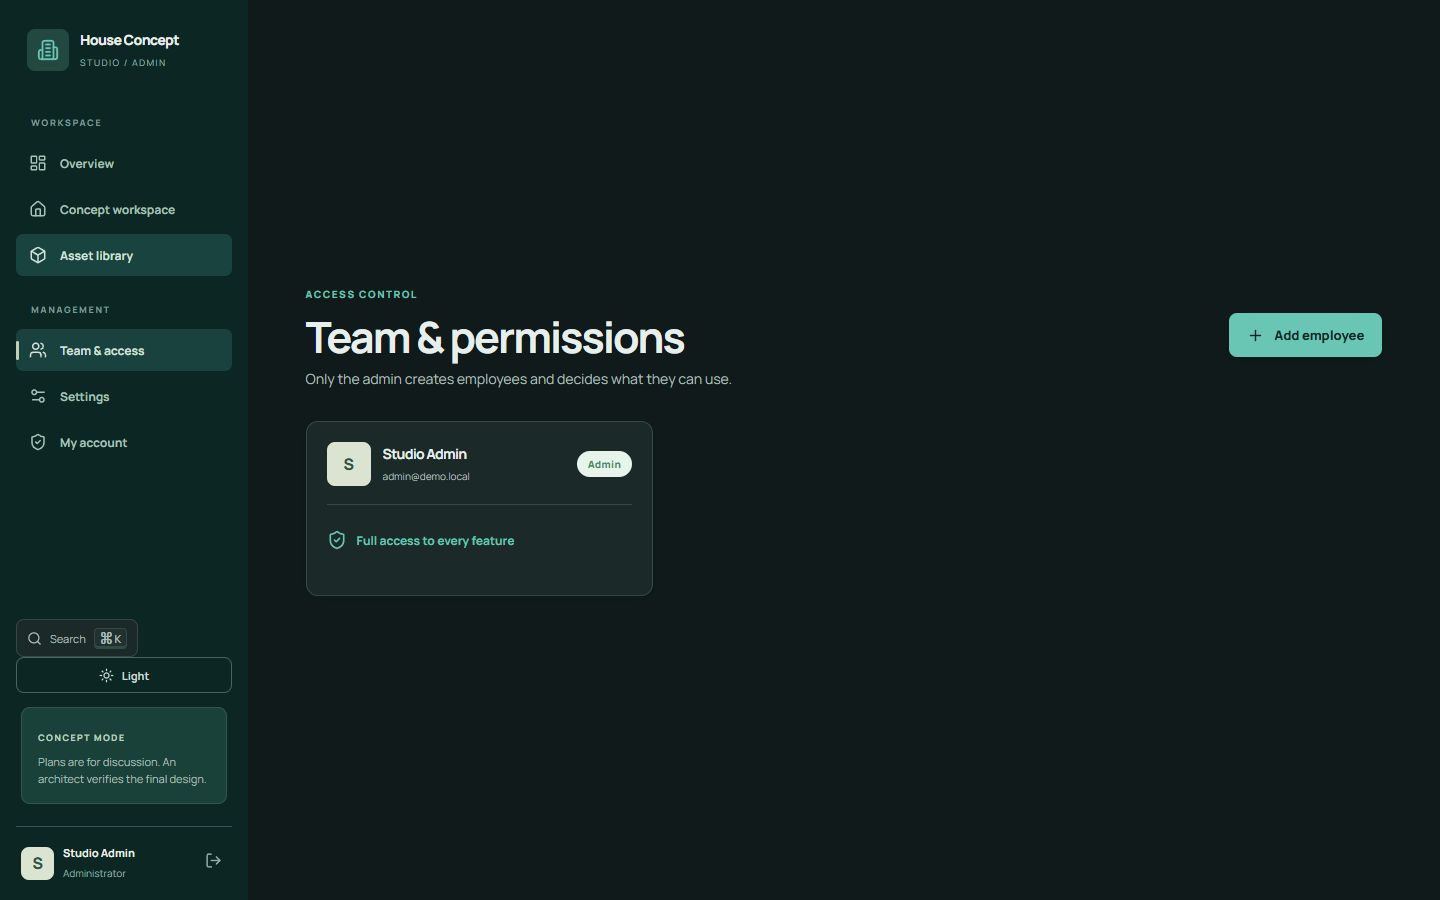 House Concept
STUDIO / ADMIN
WORKSPACE
Overview
Concept workspace
Asset library
MANAGEMENT
Team & access
Settings
My account
Search ⌘K
Light
CONCEPT MODE
Plans are for discussion. An
architect verifies the final design.
S
Studio Admin
Administrator
ACCESS CONTROL
Team & permissions
Only the admin creates employees and decides what they can use.
Add employee
S
Studio Admin
admin@demo.local
Admin
Full access to every feature